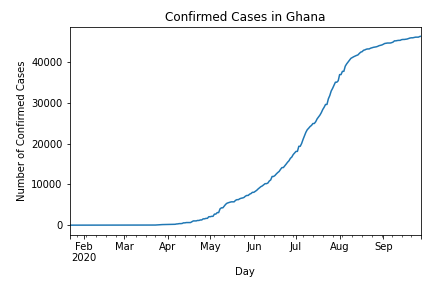 Confirmed Cases in Ghana
Number of Confirmed Cases
40000
30000
20000
10000
0
Feb Mar Apr May Jun Jul Aug Sep
2020
Day